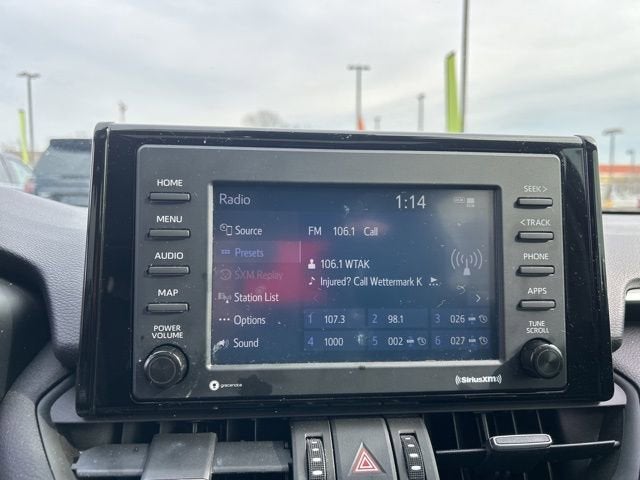 HOME
MENU
AUDIO
MAP
POWER
VOLUME
Radio
1:14
Source
FM 106.1 Call
Presets
SXM Replay
106.1 WTAK
Injured? Call Wettermark K
Station List
Options
1 107.3 2 98.1 3 026
Sound
4 1000 5 002 6 027
SEEK >
< TRACK
PHONE
APPS
TUNE
SCROLL
gracenote
((SiriusXM))